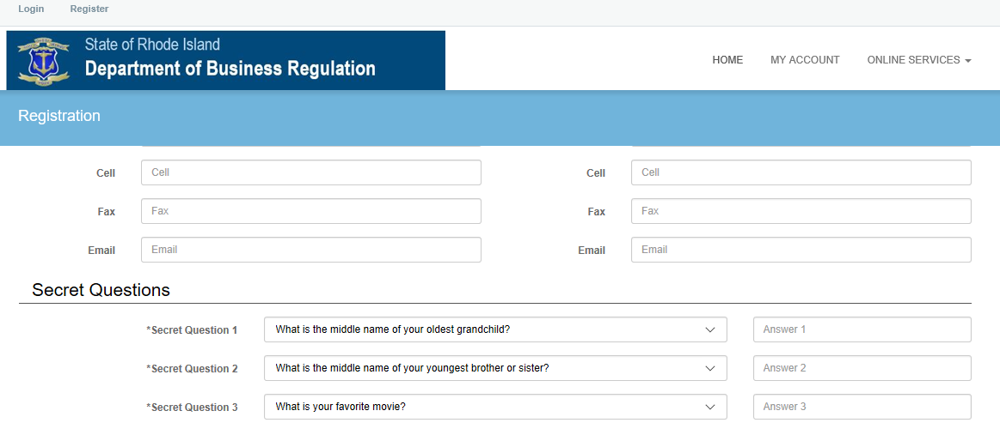 Login Register
State of Rhode Island
Department of Business Regulation
HOME MY ACCOUNT ONLINE SERVICES
Registration
Cell Cell Cell Cell
Fax Fax Fax Fax
Email Email Email Email
Secret Questions
*Secret Question 1 What is the middle name of your oldest grandchild? Answer 1
*Secret Question 2 What is the middle name of your youngest brother or sister? Answer 2
*Secret Question 3 What is your favorite movie? Answer 3